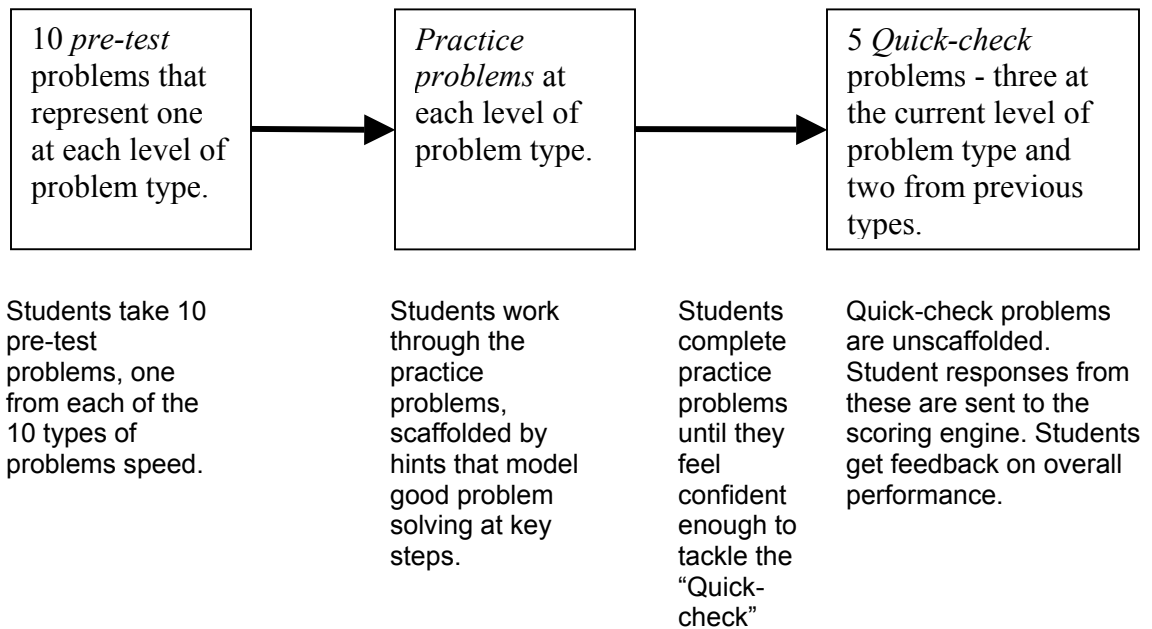 10 pre-test
problems that
represent one
at each level of
problem type.
Practice
problems at
each level of
problem type.
5 Quick-check
problems - three at
the current level of
problem type and
two from previous
types.
Students take 10
pre-test
problems, one
from each of the
10 types of
problems speed.
Students work
through the
practice
problems,
scaffolded by
hints that model
good problem
solving at key
steps.
Students
complete
practice
problems
until they
feel
confident
enough to
tackle the
“Quick-
check”
Quick-check problems
are unscaffolded.
Student responses from
these are sent to the
scoring engine. Students
get feedback on overall
performance.